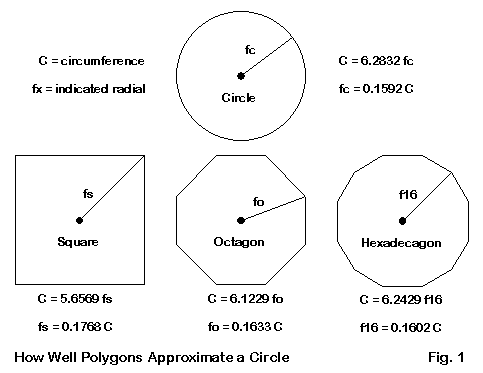 C = circumference
fx = indicated radial
fc
Circle
C = 6.2832 fc
fc = 0.1592 C
fs
Square
fo
Octagon
f16
Hexadecagon
C = 5.6569 fs
fs = 0.1768 C
C = 6.1229 fo
fo = 0.1633 C
C = 6.2429 f16
f16 = 0.1602 C
How Well Polygons Approximate a Circle
Fig. 1